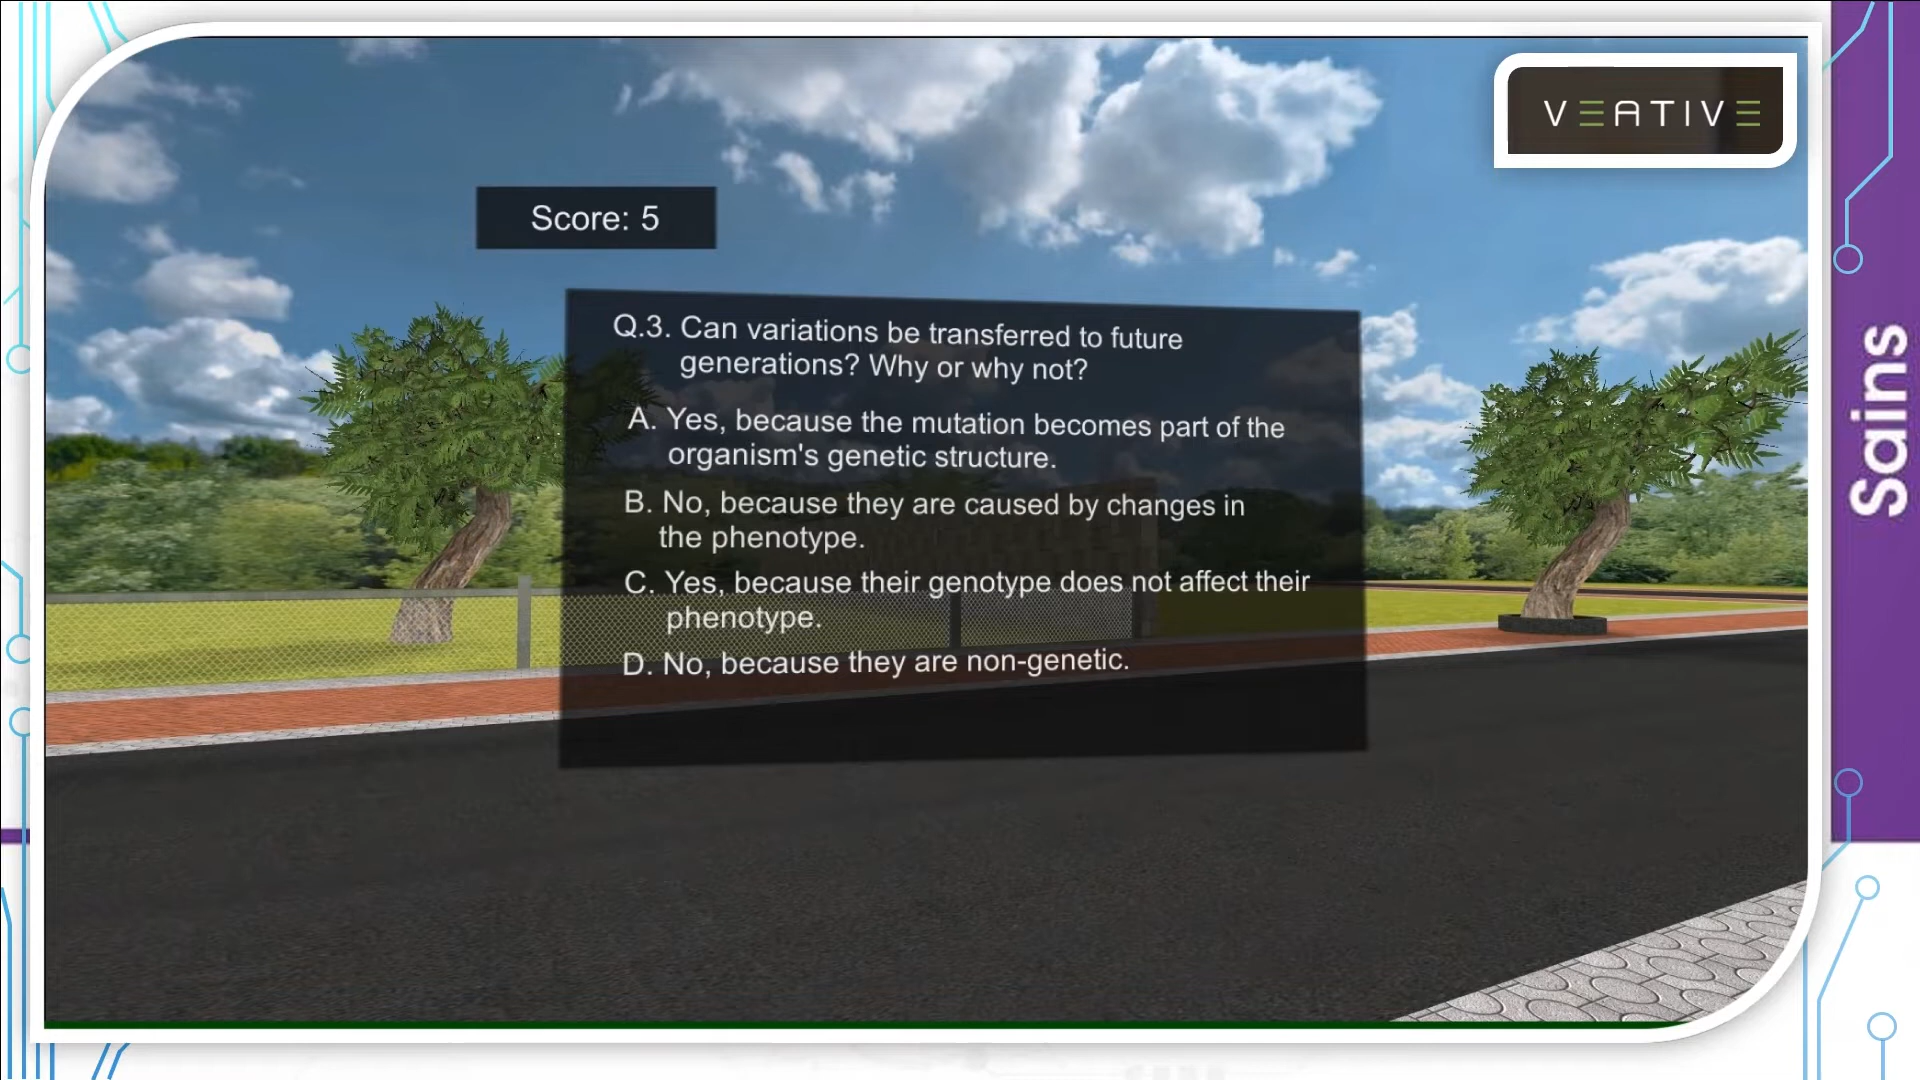 VEATIVE
Score: 5
Q.3. Can variations be transferred to future
generations? Why or why not?
A. Yes, because the mutation becomes part of the
organism's genetic structure.
B. No, because they are caused by changes in
the phenotype.
C. Yes, because their genotype does not affect their
phenotype.
D. No, because they are non-genetic.
Sains